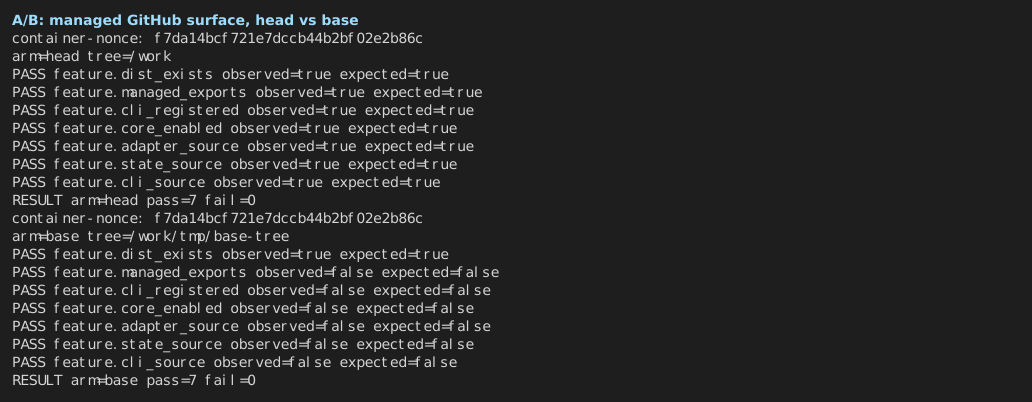 A/B: managed GitHub surface, head vs base
container-nonce: f7da14bcf721e7dccb44b2bf02e2b86c
arm=head tree=/work
PASS feature.dist_exists observed=true expected=true
PASS feature.managed_exports observed=true expected=true
PASS feature.cli_registered observed=true expected=true
PASS feature.core_enabled observed=true expected=true
PASS feature.adapter_source observed=true expected=true
PASS feature.state_source observed=true expected=true
PASS feature.cli_source observed=true expected=true
RESULT arm=head pass=7 fail=0
container-nonce: f7da14bcf721e7dccb44b2bf02e2b86c
arm=base tree=/work/tmp/base-tree
PASS feature.dist_exists observed=true expected=true
PASS feature.managed_exports observed=false expected=false
PASS feature.cli_registered observed=false expected=false
PASS feature.core_enabled observed=false expected=false
PASS feature.adapter_source observed=false expected=false
PASS feature.state_source observed=false expected=false
PASS feature.cli_source observed=false expected=false
RESULT arm=base pass=7 fail=0